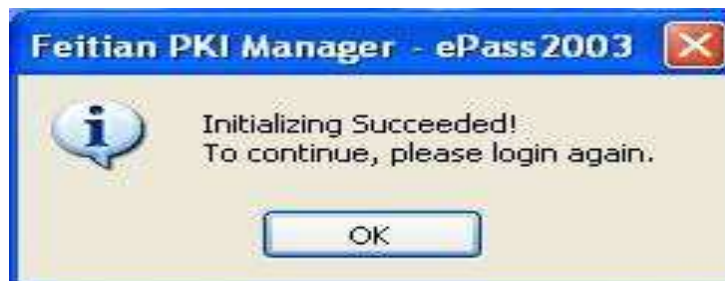 Feitian PKI Manager - ePass2003
Initializing Succeeded!
To continue, please login again.
OK